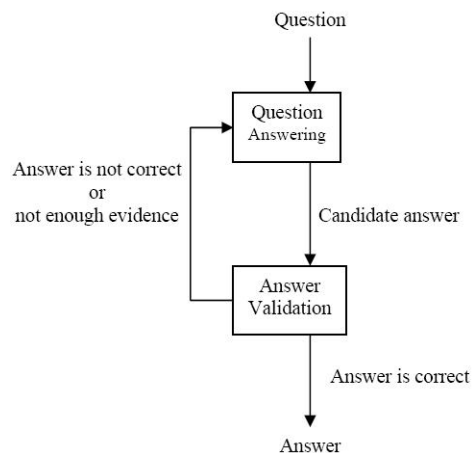 Question
Question
Answering
Answer is not correct
or
not enough evidence
Candidate answer
Answer
Validation
Answer is correct
Answer